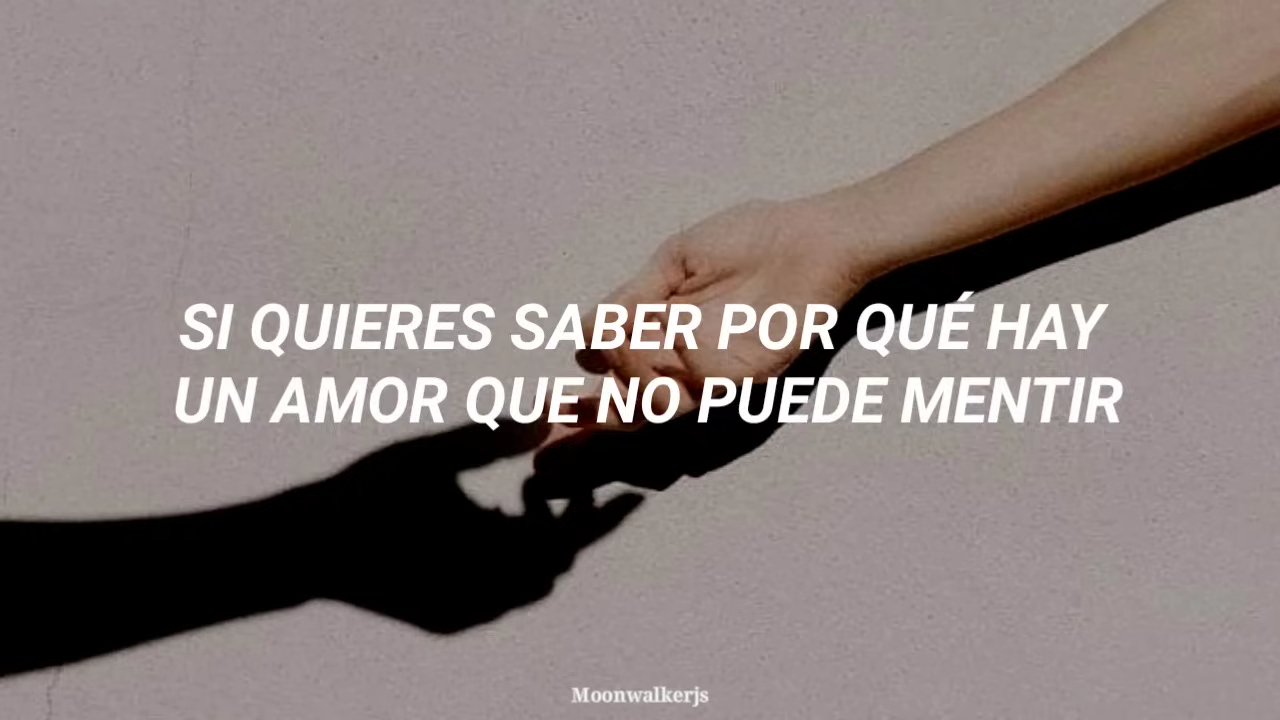 SI QUIERES SABER POR QUÉ HAY
UN AMOR QUE NO PUEDE MENTIR
Moonwalkerjs